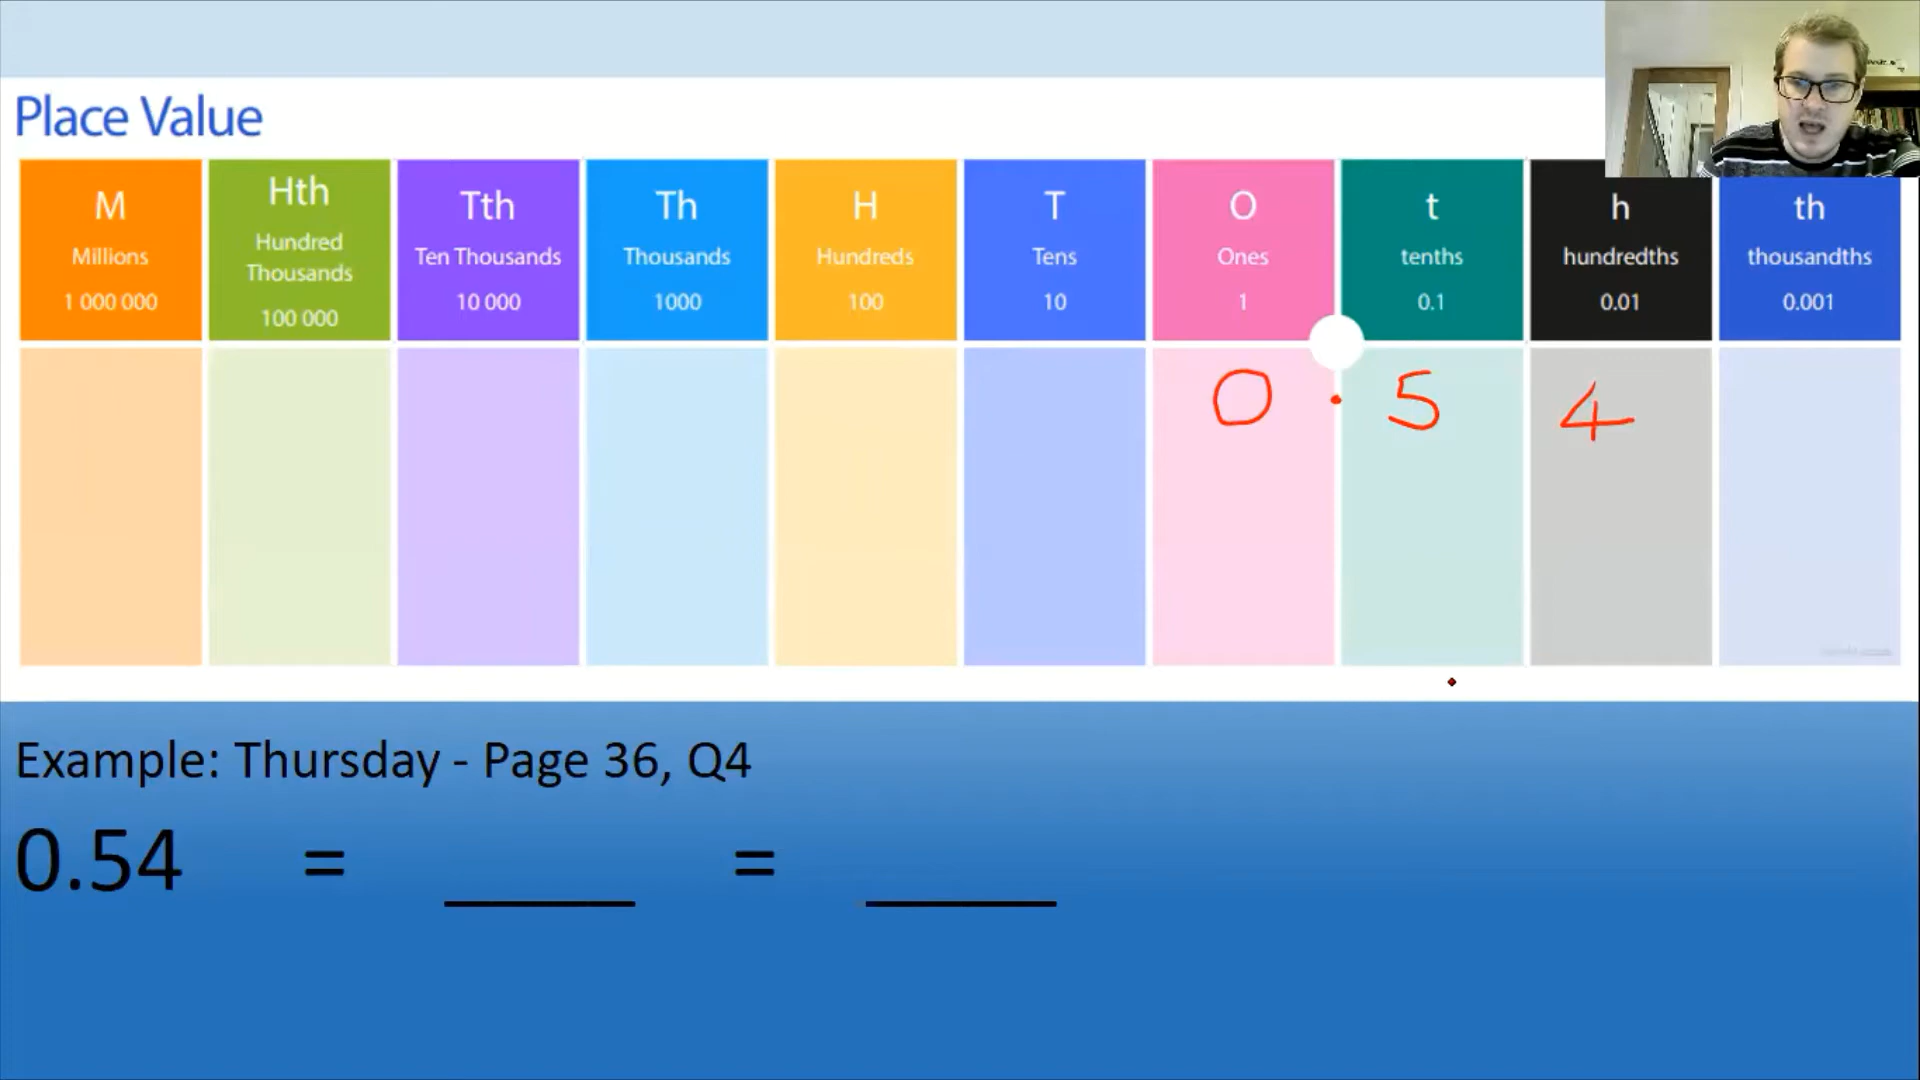 Place Value
M Hth Tth Th H T O t h th
Millions Hundred Thousands Ten Thousands Thousands Hundreds Tens Ones tenths hundredths thousandths
1 000 000 100 000 10 000 1000 100 10 1 0.1 0.01 0.001
0 . 5 4
Example: Thursday - Page 36, Q4
0.54 = _____ = _____